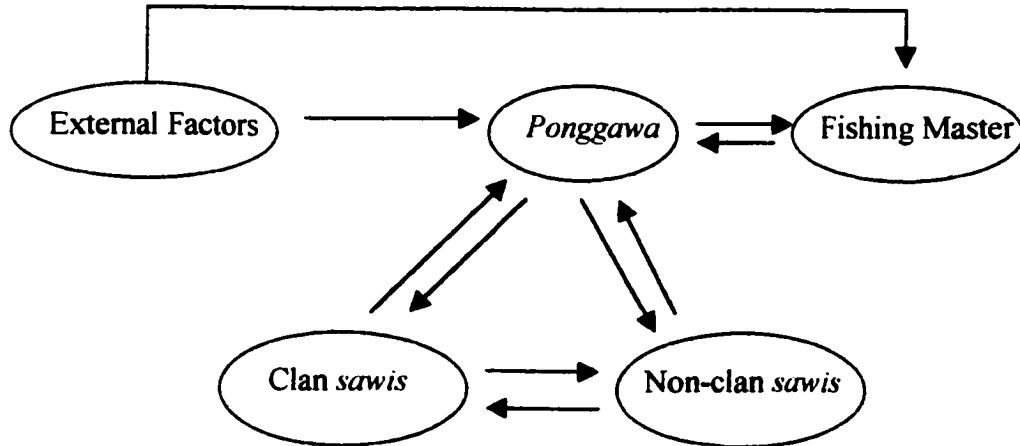 External Factors
Ponggawa
Fishing Master
Clan sawis
Non-clan sawis